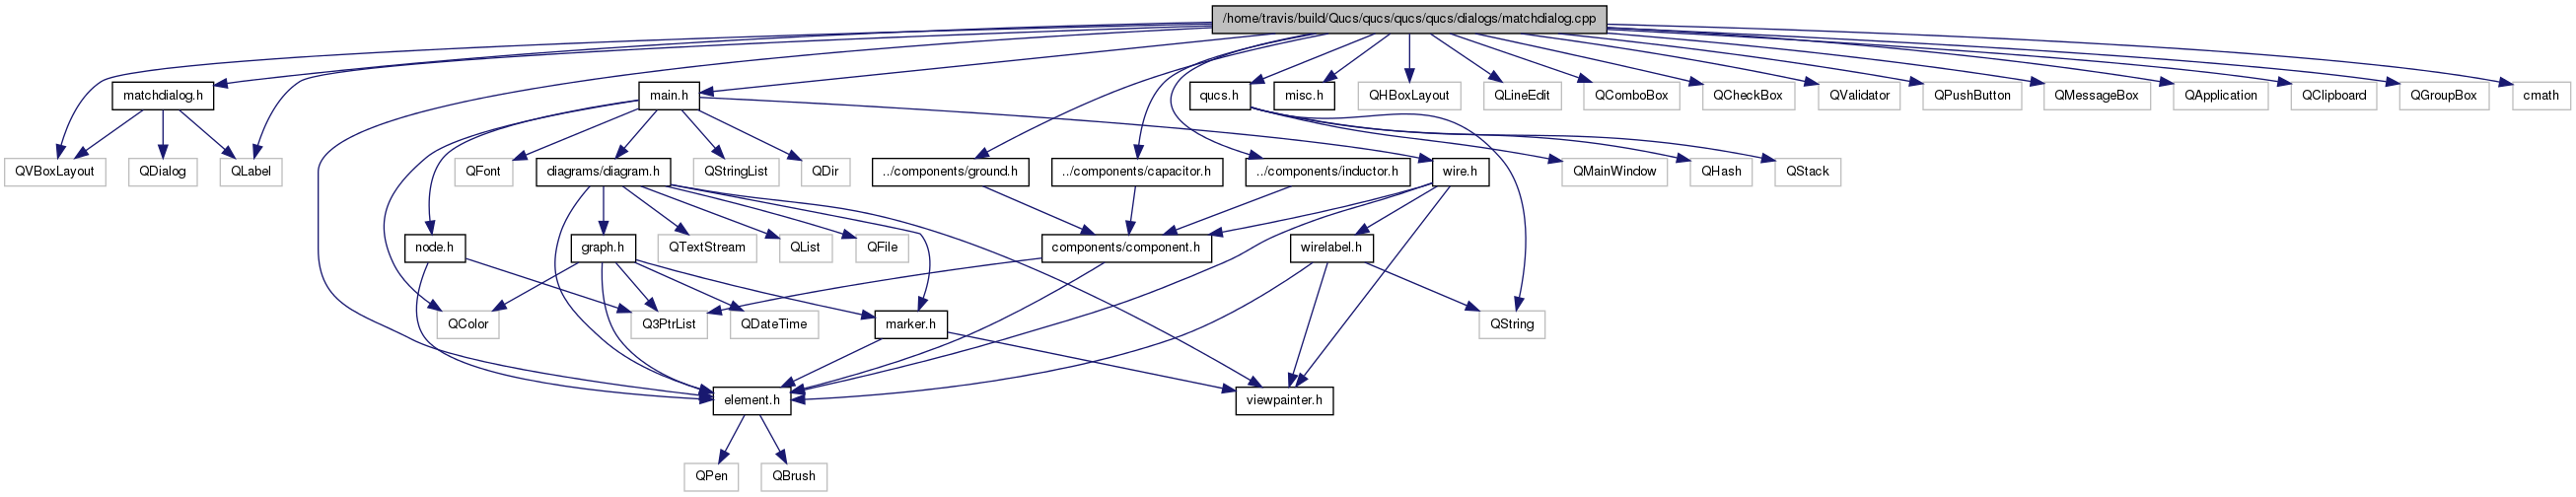 /home/travis/build/Qucs/qucs/qucs/qucs/dialogs/matchdialog.cpp
matchdialog.h
main.h
qucs.h
misc.h
QHBoxLayout
QLineEdit
QComboBox
QCheckBox
QValidator
QPushButton
QMessageBox
QApplication
QClipboard
QGroupBox
cmath
QVBoxLayout
QDialog
QLabel
QFont
diagrams/diagram.h
QStringList
QDir
../components/ground.h
../components/capacitor.h
../components/inductor.h
wire.h
QMainWindow
QHash
QStack
node.h
graph.h
QTextStream
QList
QFile
components/component.h
wirelabel.h
QColor
Q3PtrList
QDateTime
marker.h
QString
element.h
viewpainter.h
QPen
QBrush